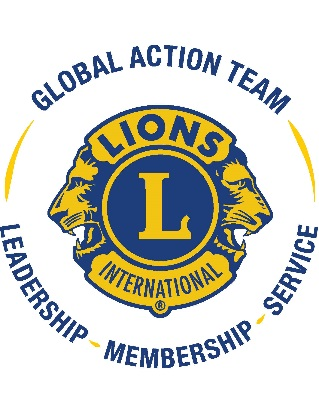 GLOBAL ACTION TEAM
LIONS
L
INTERNATIONAL
®
LEADERSHIP - MEMBERSHIP - SERVICE